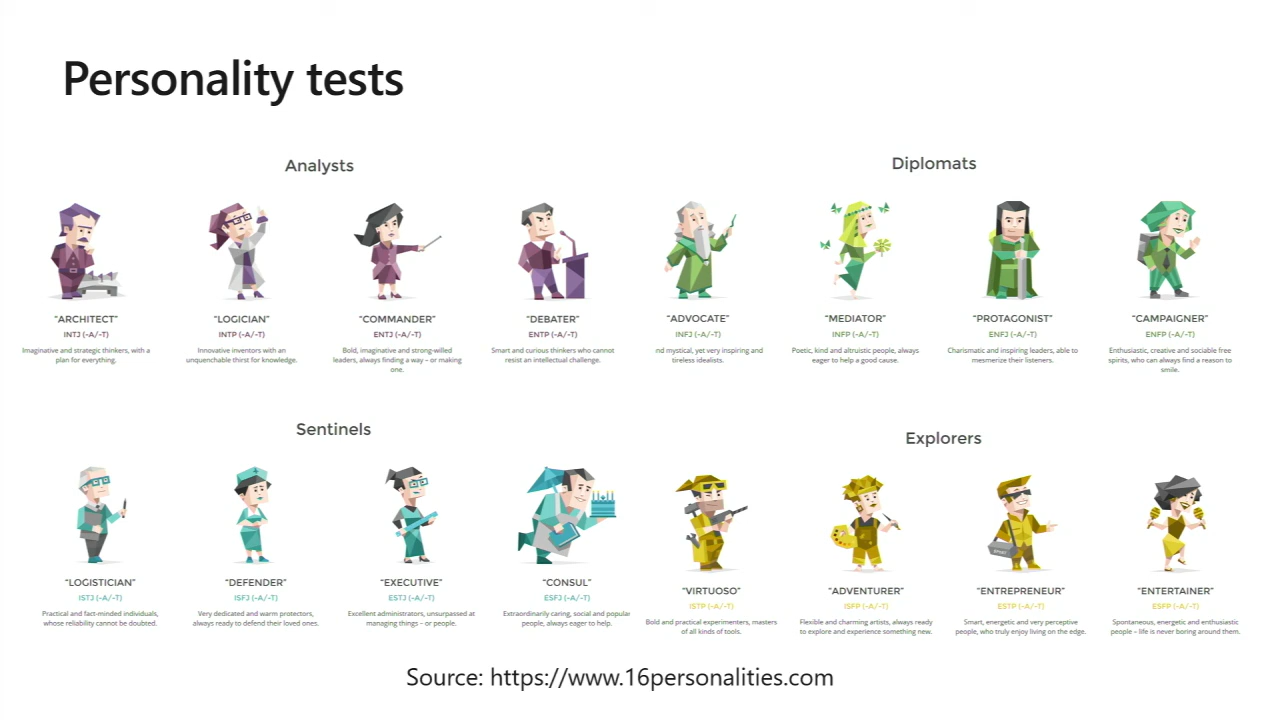 Personality tests
Analysts
"ARCHITECT"
INTJ (-A/-T)
Imaginative and strategic thinkers, with a
plan for everything.
"LOGICIAN"
INTP (-A/-T)
Innovative inventors with an
unquenchable thirst for knowledge.
"COMMANDER"
ENTJ (-A/-T)
Bold, imaginative and strong-willed
leaders, always finding a way – or making
one.
"DEBATER"
ENTP (-A/-T)
Smart and curious thinkers who cannot
resist an intellectual challenge.
Diplomats
"ADVOCATE"
INFJ (-A/-T)
nd mystical, yet very inspiring and
tireless idealists.
"MEDIATOR"
INFP (-A/-T)
Poetic, kind and altruistic people, always
eager to help a good cause.
"PROTAGONIST"
ENFJ (-A/-T)
Charismatic and inspiring leaders, able to
mesmerize their listeners.
"CAMPAIGNER"
ENFP (-A/-T)
Enthusiastic, creative and sociable free
spirits, who can always find a reason to
smile.
Sentinels
"LOGISTICIAN"
ISTJ (-A/-T)
Practical and fact-minded individuals,
whose reliability cannot be doubted.
"DEFENDER"
ISFJ (-A/-T)
Very dedicated and warm protectors,
always ready to defend their loved ones.
"EXECUTIVE"
ESTJ (-A/-T)
Excellent administrators, unsurpassed at
managing things – or people.
"CONSUL"
ESFJ (-A/-T)
Extraordinarily caring, social and popular
people, always eager to help.
Explorers
"VIRTUOSO"
ISTP (-A/-T)
Bold and practical experimenters, masters
of all kinds of tools.
"ADVENTURER"
ISFP (-A/-T)
Flexible and charming artists, always ready
to explore and experience something new.
"ENTREPRENEUR"
ESTP (-A/-T)
Smart, energetic and very perceptive
people, who truly enjoy living on the edge.
"ENTERTAINER"
ESFP (-A/-T)
Spontaneous, energetic and enthusiastic
people – life is never boring around them.
Source: https://www.16personalities.com